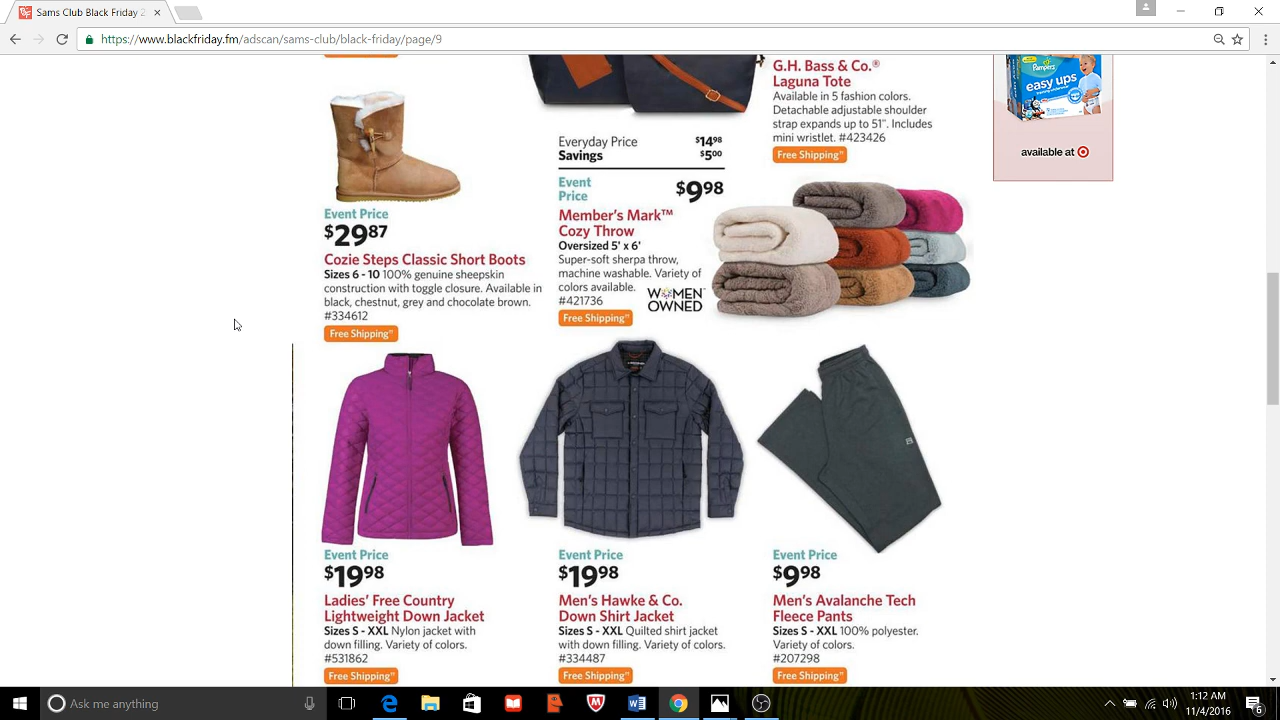 Sams Club Black Friday 2
https://www.blackfriday.fm/adscan/sams-club/black-friday/page/9
Pampers
easy ups
available at
G.H. Bass & Co.®
Laguna Tote
Available in 5 fashion colors.
Detachable adjustable shoulder
strap expands up to 51". Includes
mini wristlet. #423426
Free Shipping
Everyday Price $14.98
Savings $5.00
Event
Price $9.98
Member's Mark™
Cozy Throw
Oversized 5' x 6'
Super-soft sherpa throw,
machine washable. Variety of
colors available.
#421736
WOMEN
OWNED
Free Shipping
Event Price
$29.87
Cozie Steps Classic Short Boots
Sizes 6 - 10 100% genuine sheepskin
construction with toggle closure. Available in
black, chestnut, grey and chocolate brown.
#334612
Free Shipping
Event Price
$19.98
Ladies' Free Country
Lightweight Down Jacket
Sizes S - XXL Nylon jacket with
down filling. Variety of colors.
#531862
Free Shipping
Event Price
$19.98
Men's Hawke & Co.
Down Shirt Jacket
Sizes S - XXL Quilted shirt jacket
with down filling. Variety of colors.
#334487
Free Shipping
Event Price
$9.98
Men's Avalanche Tech
Fleece Pants
Sizes S - XXL 100% polyester.
Variety of colors.
#207298
Free Shipping
Ask me anything
1:12 AM
11/4/2016